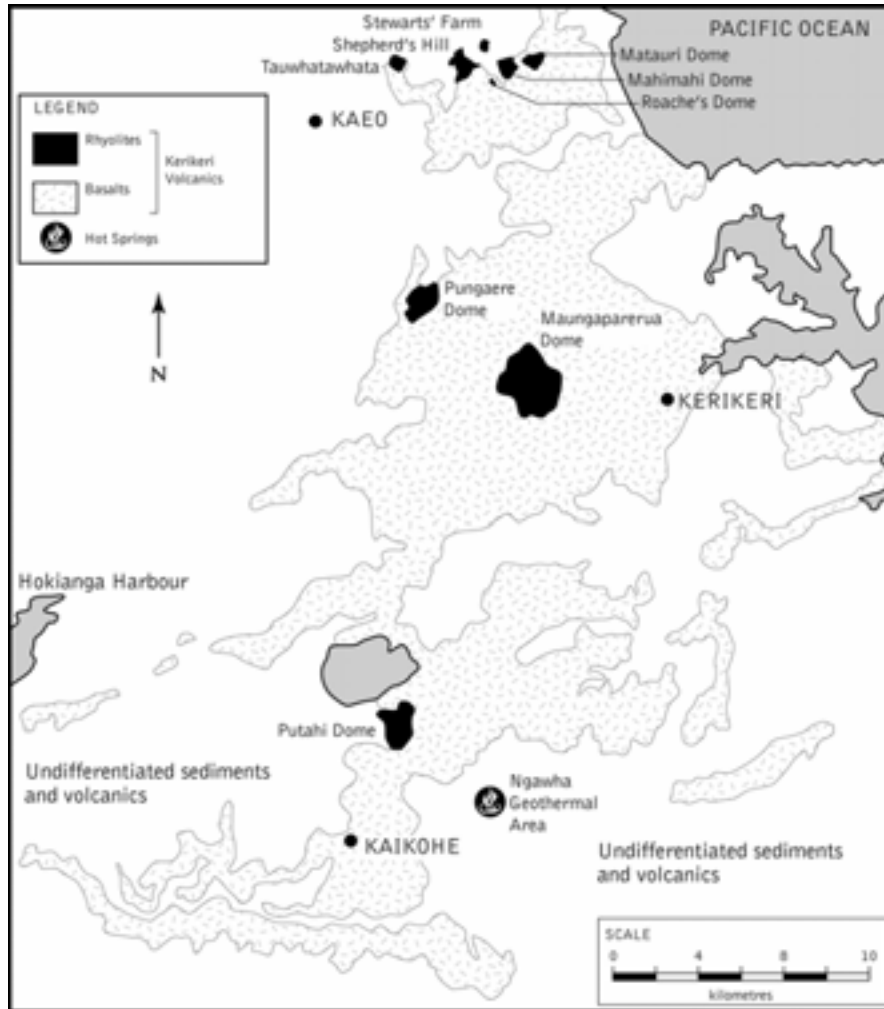 Stewarts' Farm
Shepherd's Hill
Tauwhatawhata
PACIFIC OCEAN
Matauri Dome
Mahimahi Dome
Roache's Dome
LEGEND
Rhyolites
Basalts
Kerikeri
Volcanics
Hot Springs
KAEO
N
Pungaere
Dome
Maungaparerua
Dome
KERIKERI
Hokianga Harbour
Putahi Dome
Undifferentiated sediments
and volcanics
Ngawha
Geothermal
Area
KAIKOHE
Undifferentiated sediments
and volcanics
SCALE
0 4 8 10
kilometres